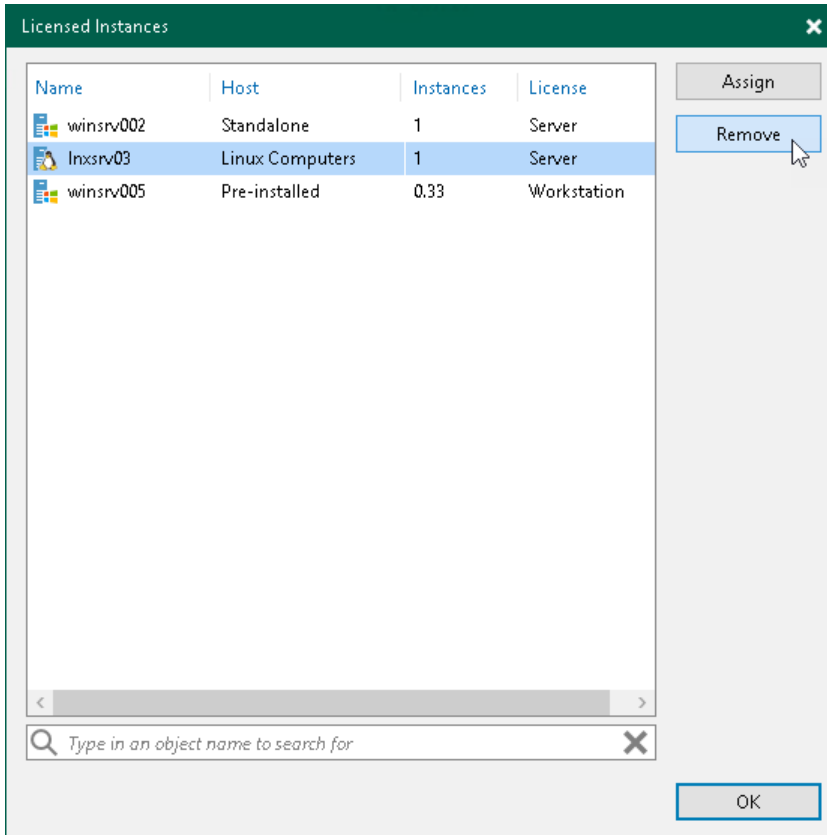 Licensed Instances
Name Host Instances License
winsrv002 Standalone 1 Server
lnxsrv03 Linux Computers 1 Server
winsrv005 Pre-installed 0.33 Workstation
Assign
Remove
Type in an object name to search for
OK